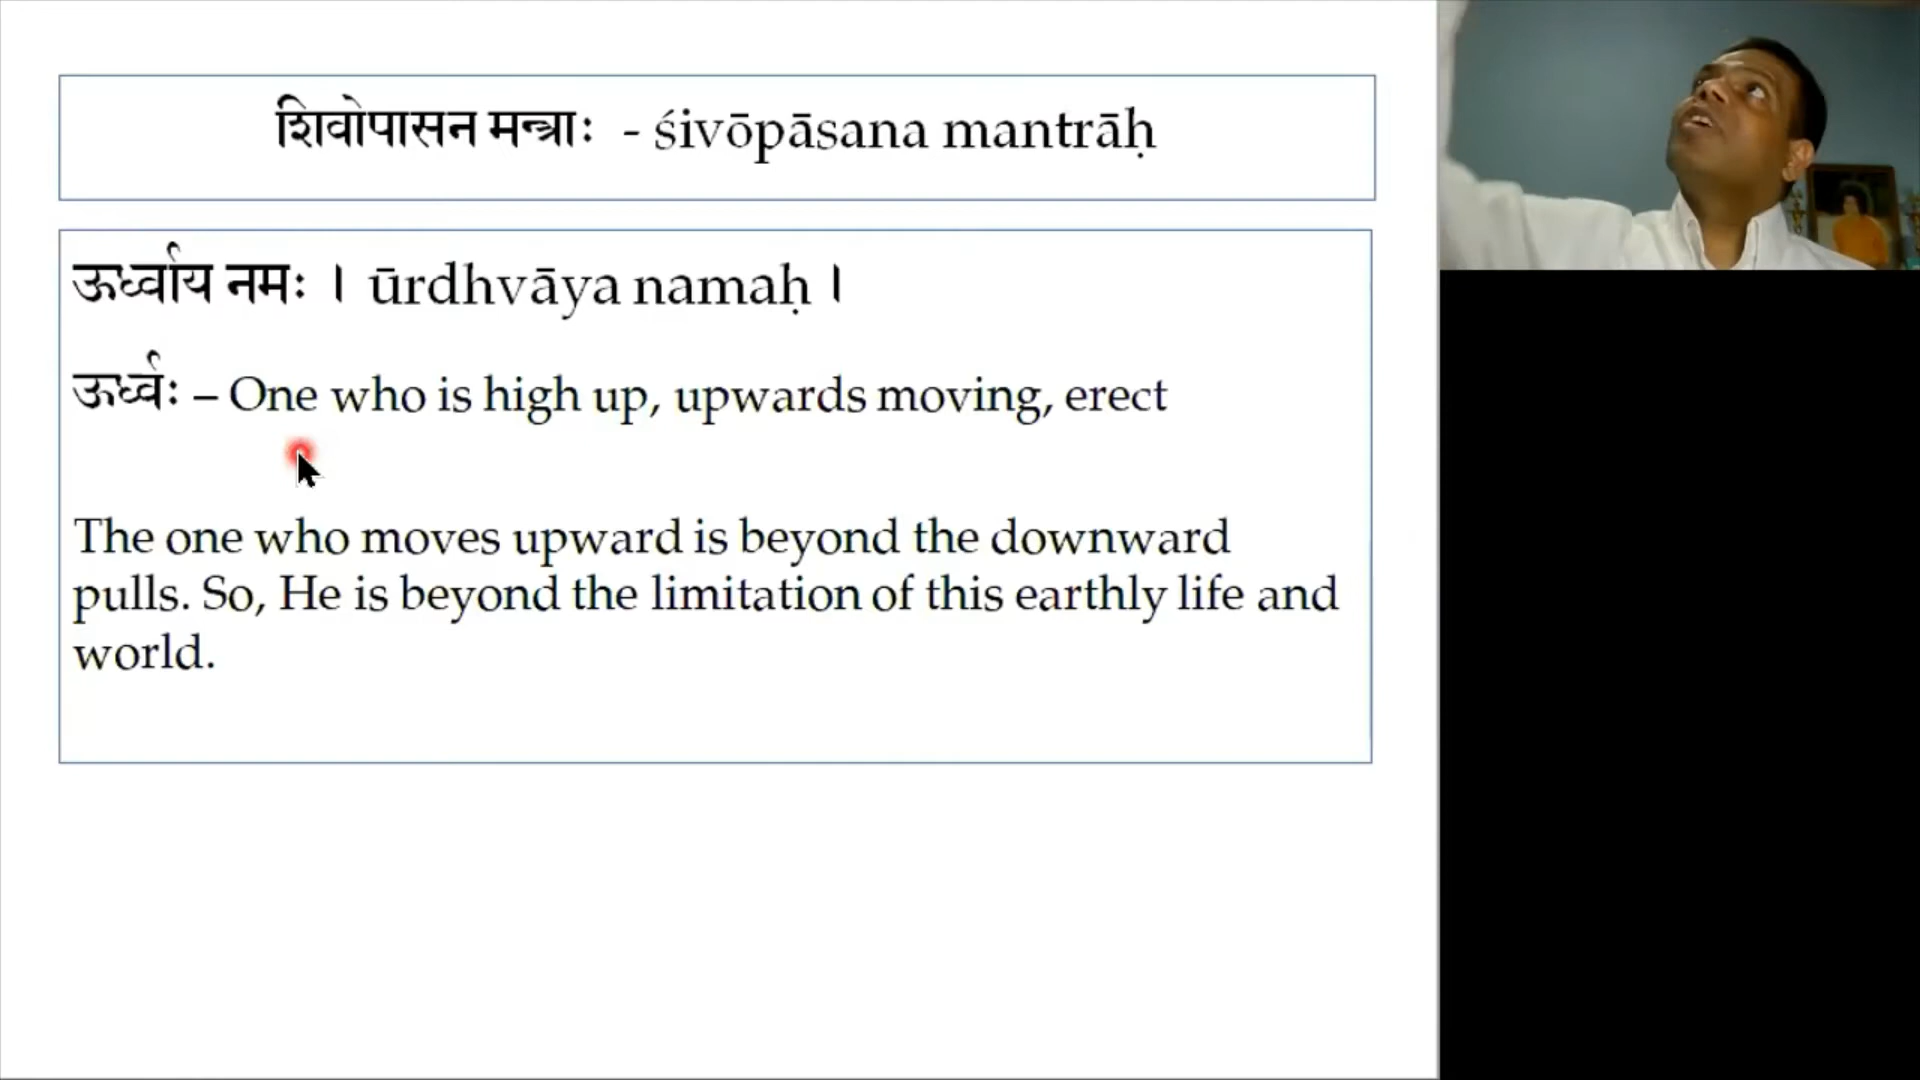 शिवोपासन मन्त्राः - śivōpāsana mantrāḥ
ऊर्ध्वाय नमः । ūrdhvāya namaḥ ।
ऊर्ध्वः – One who is high up, upwards moving, erect
The one who moves upward is beyond the downward
pulls. So, He is beyond the limitation of this earthly life and
world.